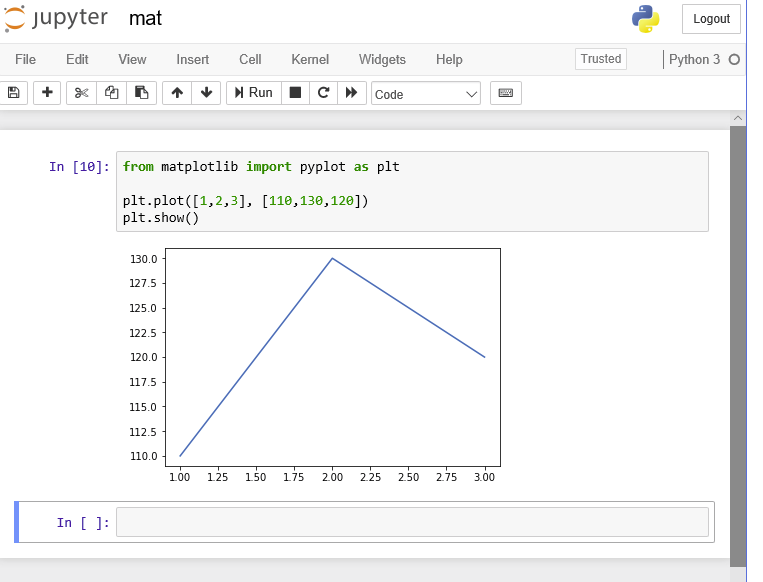 jupyter mat Logout
File Edit View Insert Cell Kernel Widgets Help Trusted Python 3
Run Code
In [10]: from matplotlib import pyplot as plt
plt.plot([1,2,3], [110,130,120])
plt.show()
130.0
127.5
125.0
122.5
120.0
117.5
115.0
112.5
110.0
1.00 1.25 1.50 1.75 2.00 2.25 2.50 2.75 3.00
In [ ]: